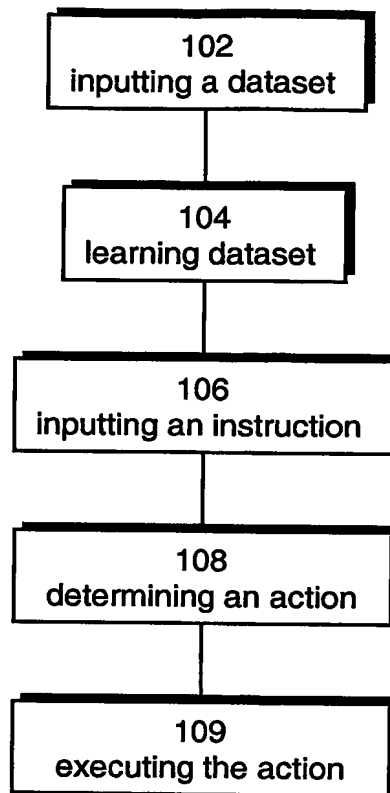 102
inputting a dataset
104
learning dataset
106
inputting an instruction
108
determining an action
109
executing the action